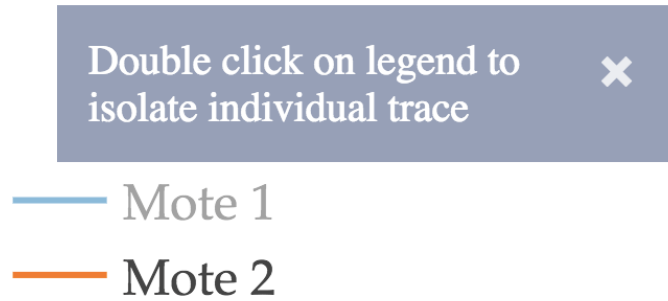 Double click on legend to
isolate individual trace
Mote 1
Mote 2